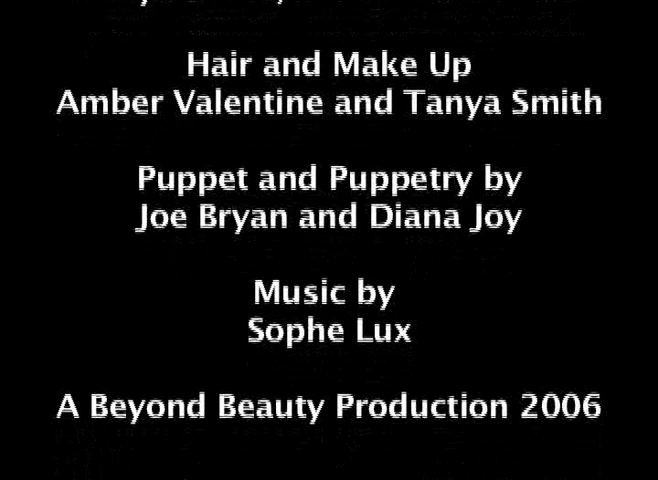 Hair and Make Up
Amber Valentine and Tanya Smith
Puppet and Puppetry by
Joe Bryan and Diana Joy
Music by
Sophe Lux
A Beyond Beauty Production 2006